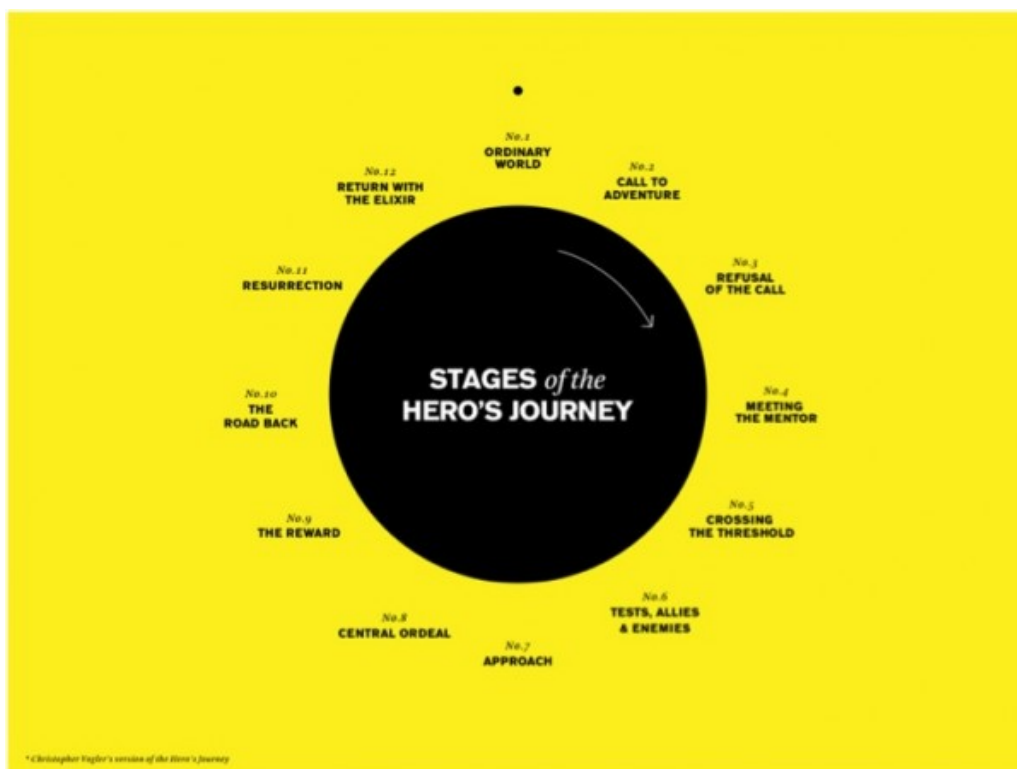 No.1
ORDINARY
WORLD
No.2
CALL TO
ADVENTURE
No.3
REFUSAL
OF THE CALL
No.4
MEETING
THE MENTOR
No.5
CROSSING
THE THRESHOLD
No.6
TESTS, ALLIES
& ENEMIES
No.7
APPROACH
No.8
CENTRAL ORDEAL
No.9
THE REWARD
No.10
THE
ROAD BACK
No.11
RESURRECTION
No.12
RETURN WITH
THE ELIXIR
STAGES of the
HERO'S JOURNEY
* Christopher Vogler's version of the Hero's Journey